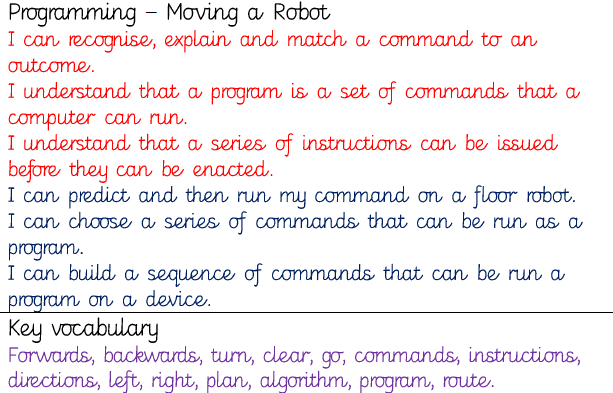 Programming – Moving a Robot
I can recognise, explain and match a command to an
outcome.
I understand that a program is a set of commands that a
computer can run.
I understand that a series of instructions can be issued
before they can be enacted.
I can predict and then run my command on a floor robot.
I can choose a series of commands that can be run as a
program.
I can build a sequence of commands that can be run a
program on a device.
Key vocabulary
Forwards, backwards, turn, clear, go, commands, instructions,
directions, left, right, plan, algorithm, program, route.